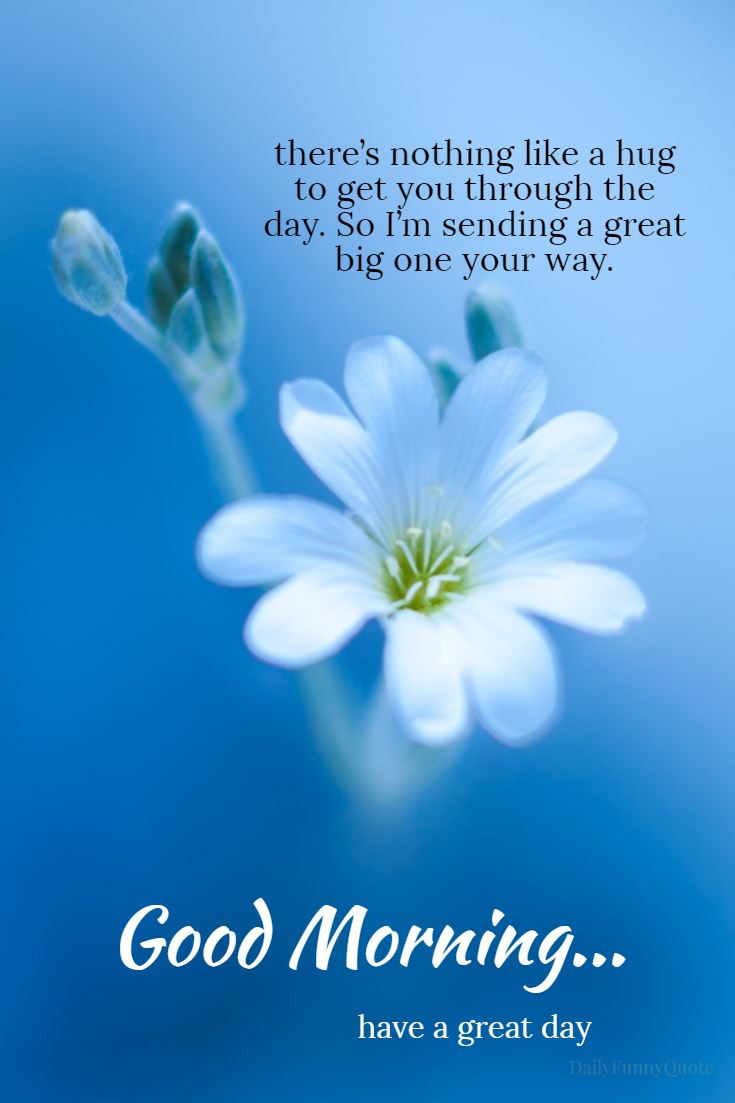 there’s nothing like a hug
to get you through the
day. So I’m sending a great
big one your way.
Good Morning...
have a great day
DailyFunnyQuote